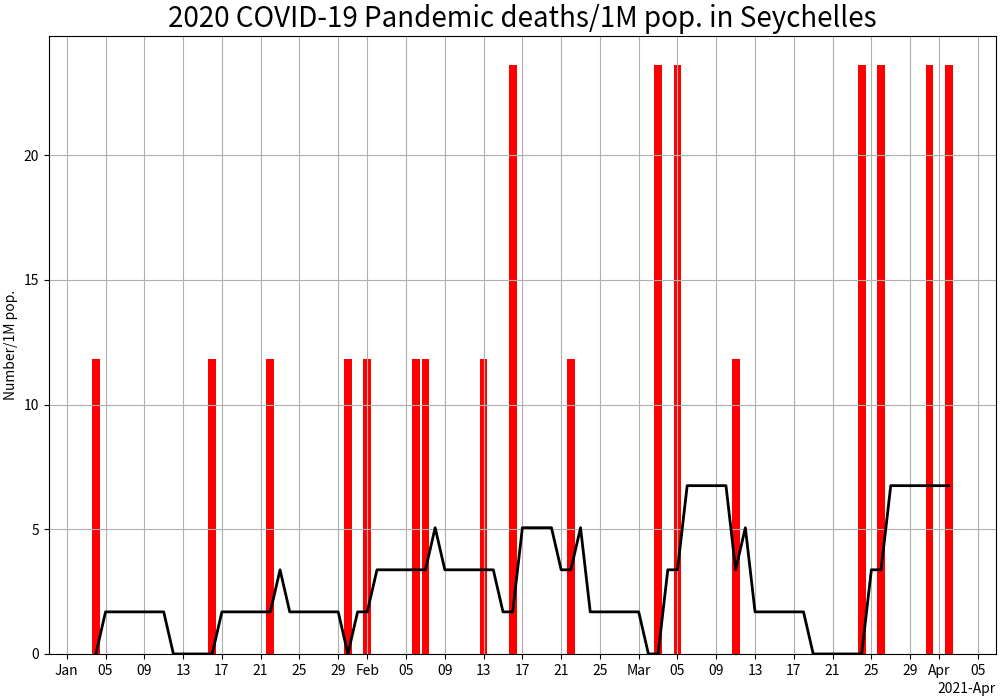 2020 COVID-19 Pandemic deaths/1M pop. in Seychelles
Number/1M pop.
20
15
10
5
0
Jan 05 09 13 17 21 25 29 Feb 05 09 13 17 21 25 Mar 05 09 13 17 21 25 29 Apr 05
2021-Apr